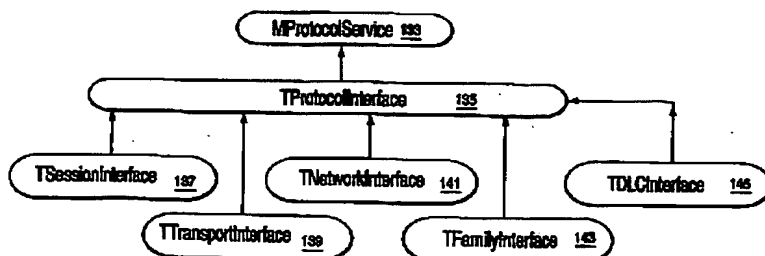 MProtocolService 133
TProtocolInterface 135
TSessionInterface 137
TNetworkInterface 141
TDLCInterface 145
TTransportInterface 139
TFamilyInterface 143